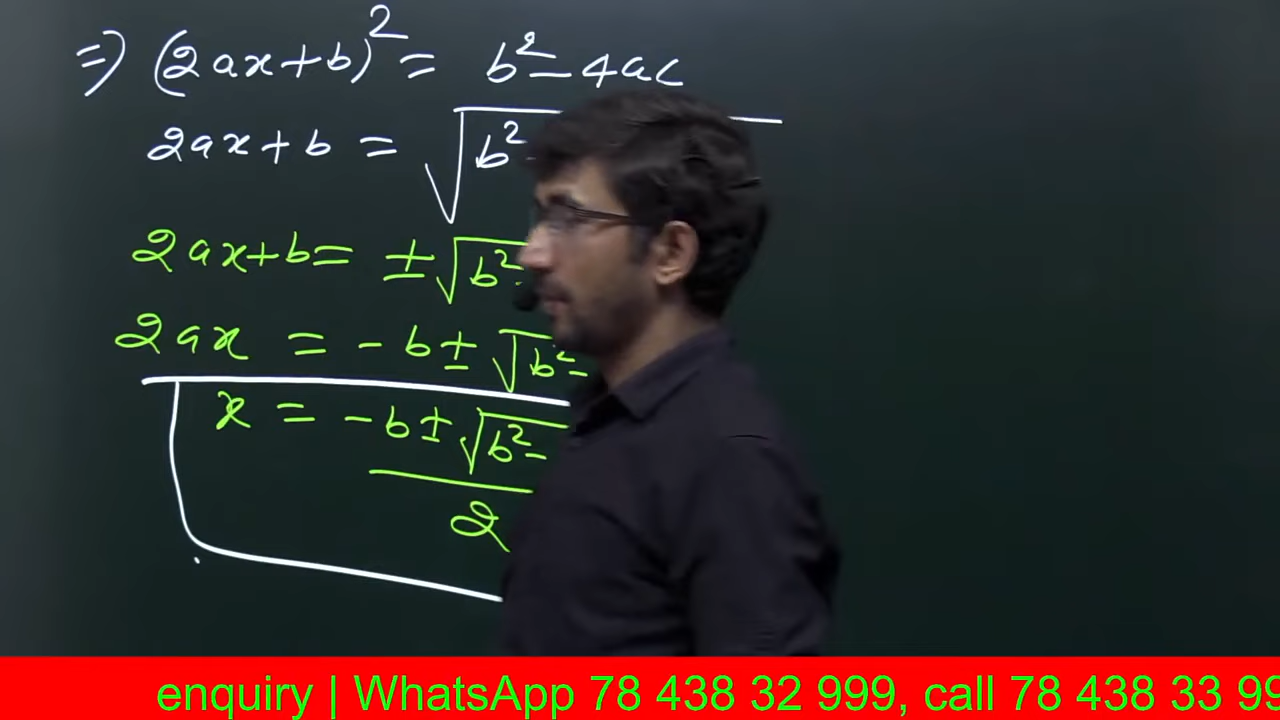 ⇒ (2ax+b)² = b²-4ac
2ax+b = √b²-
2ax+b= ±√b²-
2ax = -b± √b²-
x = -b± √b²-
2
enquiry | WhatsApp 78 438 32 999, call 78 438 33 99